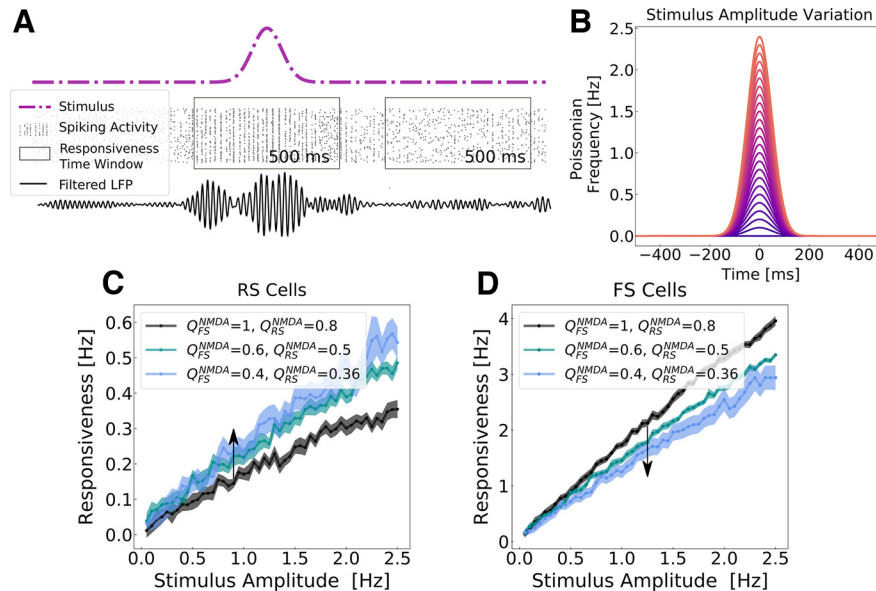 A
Stimulus
Spiking Activity
Responsiveness
Time Window
Filtered LFP
500 ms
500 ms
B
Stimulus Amplitude Variation
Poissonian
Frequency [Hz]
2.5
2.0
1.5
1.0
0.5
0.0
−400 −200 0 200 400
Time [ms]
C
RS Cells
Q_FS^NMDA=1, Q_RS^NMDA=0.8
Q_FS^NMDA=0.6, Q_RS^NMDA=0.5
Q_FS^NMDA=0.4, Q_RS^NMDA=0.36
Responsiveness [Hz]
0.6
0.5
0.4
0.3
0.2
0.1
0.0
0.0 0.5 1.0 1.5 2.0 2.5
Stimulus Amplitude [Hz]
D
FS Cells
Q_FS^NMDA=1, Q_RS^NMDA=0.8
Q_FS^NMDA=0.6, Q_RS^NMDA=0.5
Q_FS^NMDA=0.4, Q_RS^NMDA=0.36
Responsiveness [Hz]
4
3
2
1
0
0.0 0.5 1.0 1.5 2.0 2.5
Stimulus Amplitude [Hz]